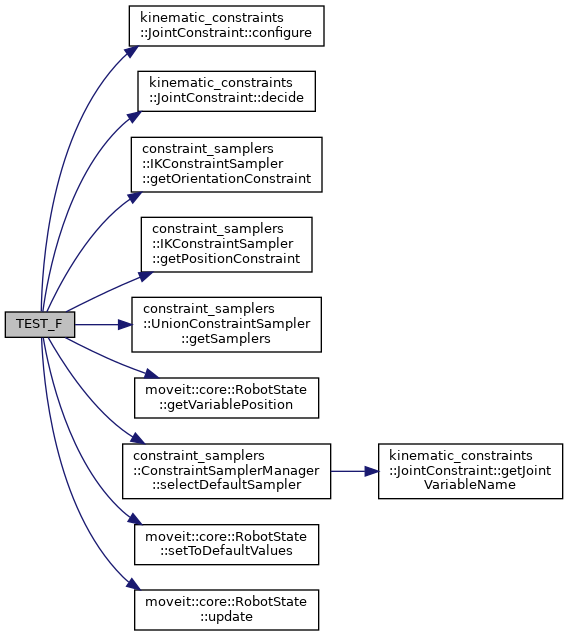 kinematic_constraints
::JointConstraint::configure
kinematic_constraints
::JointConstraint::decide
constraint_samplers
::IKConstraintSampler
::getOrientationConstraint
constraint_samplers
::IKConstraintSampler
::getPositionConstraint
TEST_F
constraint_samplers
::UnionConstraintSampler
::getSamplers
moveit::core::RobotState
::getVariablePosition
constraint_samplers
::ConstraintSamplerManager
::selectDefaultSampler
kinematic_constraints
::JointConstraint::getJoint
VariableName
moveit::core::RobotState
::setToDefaultValues
moveit::core::RobotState
::update